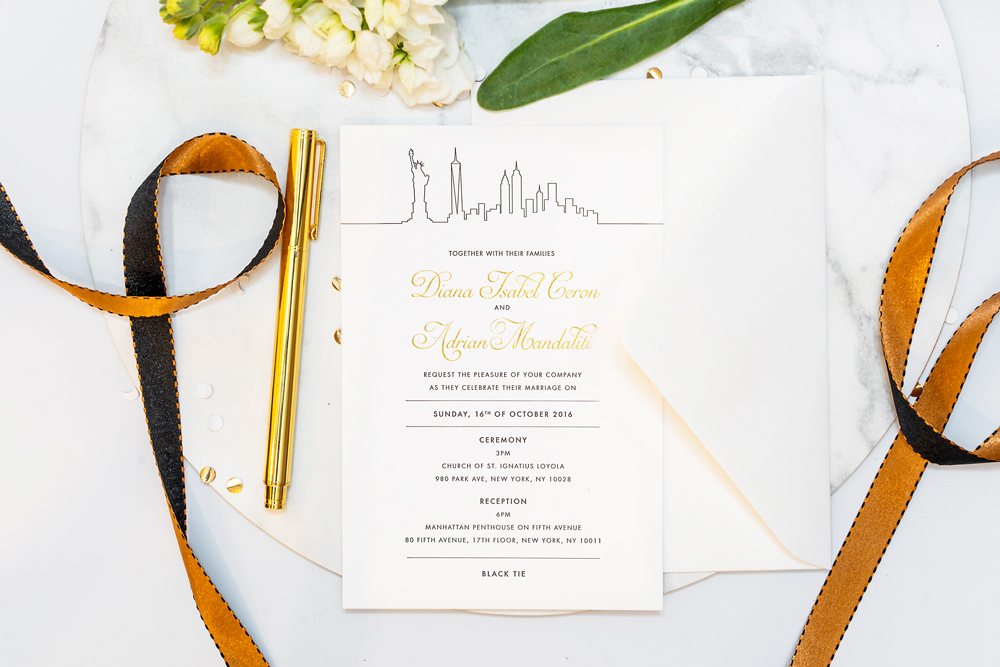 TOGETHER WITH THEIR FAMILIES
Diana Isabel Ceron
AND
Adrian Mandaliti
REQUEST THE PLEASURE OF YOUR COMPANY
AS THEY CELEBRATE THEIR MARRIAGE ON
SUNDAY, 16TH OF OCTOBER 2016
CEREMONY
3PM
CHURCH OF ST. IGNATIUS LOYOLA
980 PARK AVE, NEW YORK, NY 10028
RECEPTION
6PM
MANHATTAN PENTHOUSE ON FIFTH AVENUE
80 FIFTH AVENUE, 17TH FLOOR, NEW YORK, NY 10011
BLACK TIE